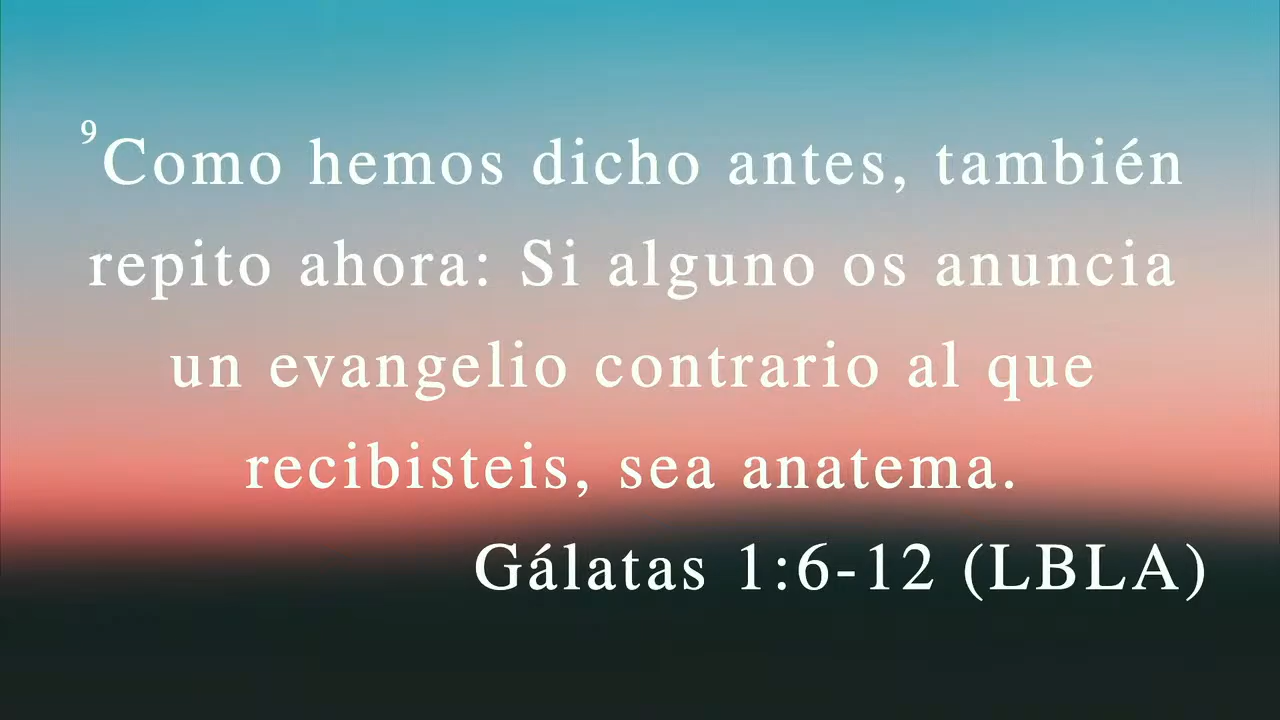 ⁹Como hemos dicho antes, también
repito ahora: Si alguno os anuncia
un evangelio contrario al que
recibisteis, sea anatema.
Gálatas 1:6-12 (LBLA)